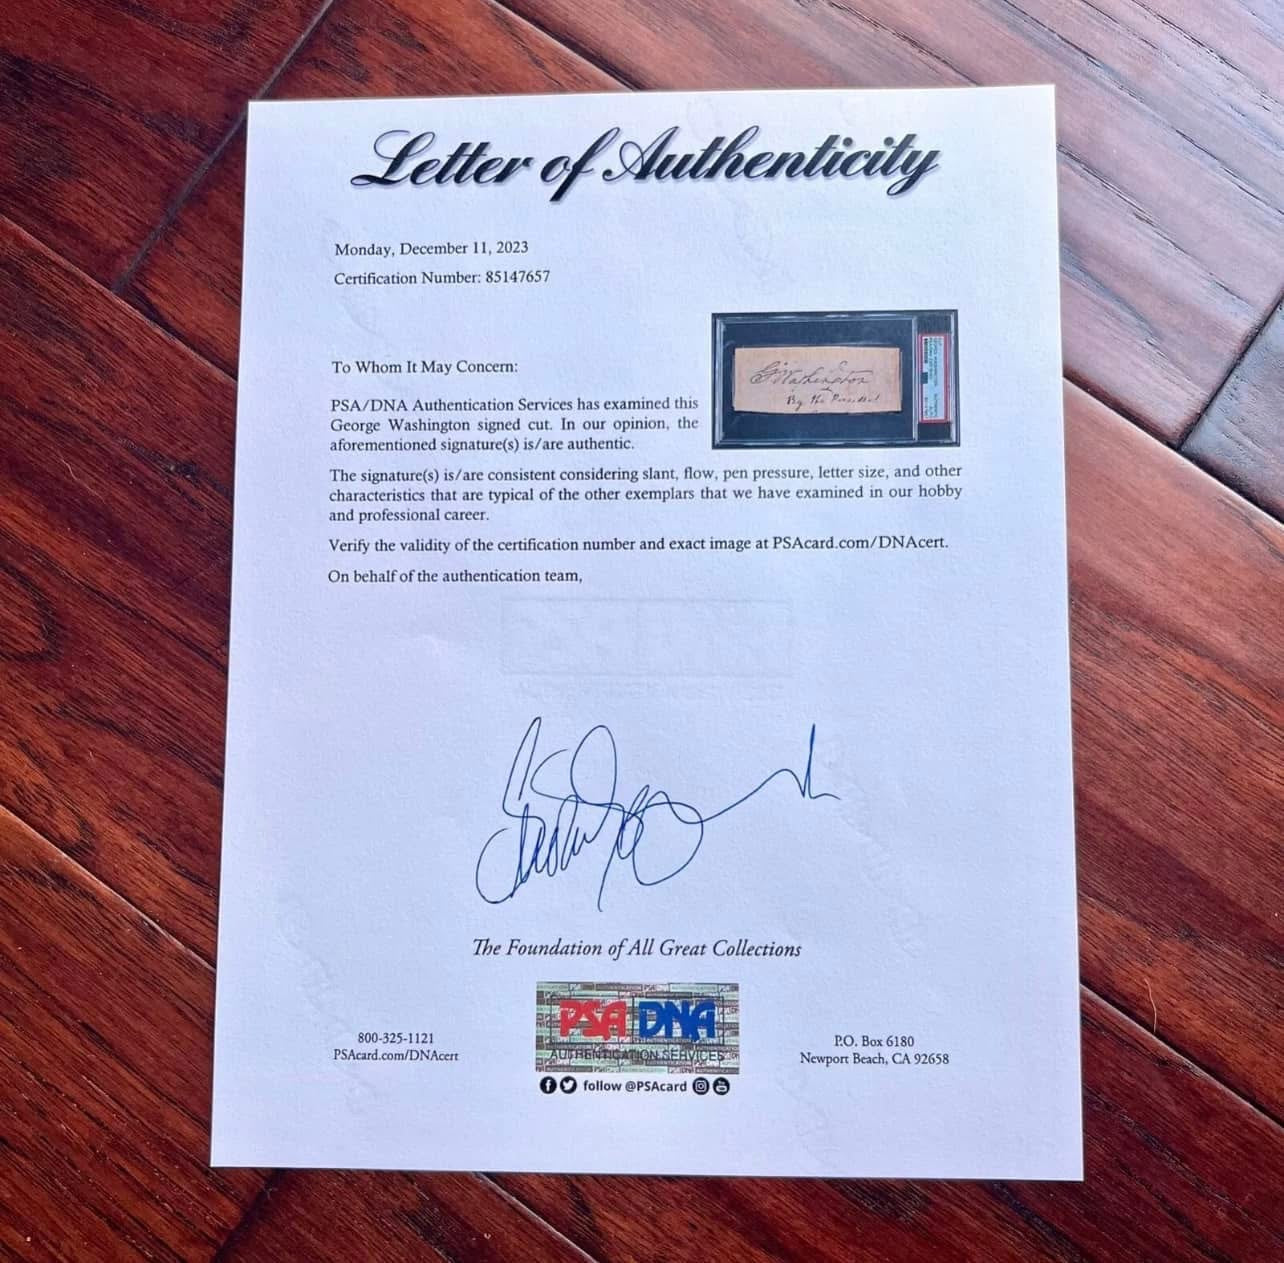 Letter of Authenticity
Monday, December 11, 2023
Certification Number: 85147657
To Whom It May Concern:
PSA/DNA Authentication Services has examined this
George Washington signed cut. In our opinion, the
aforementioned signature(s) is/are authentic.
G:Washington
By the President
The signature(s) is/are consistent considering slant, flow, pen pressure, letter size, and other
characteristics that are typical of the other exemplars that we have examined in our hobby
and professional career.
Verify the validity of the certification number and exact image at PSAcard.com/DNAcert.
On behalf of the authentication team,
The Foundation of All Great Collections
PSA DNA
AUTHENTICATION SERVICES
800-325-1121
PSAcard.com/DNAcert
P.O. Box 6180
Newport Beach, CA 92658
follow @PSAcard